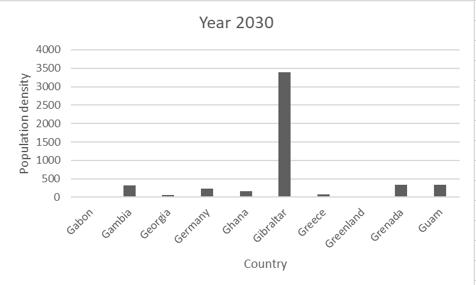 Year 2030
Population density
4000
3500
3000
2500
2000
1500
1000
500
0
Gabon
Gambia
Georgia
Germany
Ghana
Gibraltar
Greece
Greenland
Grenada
Guam
Country